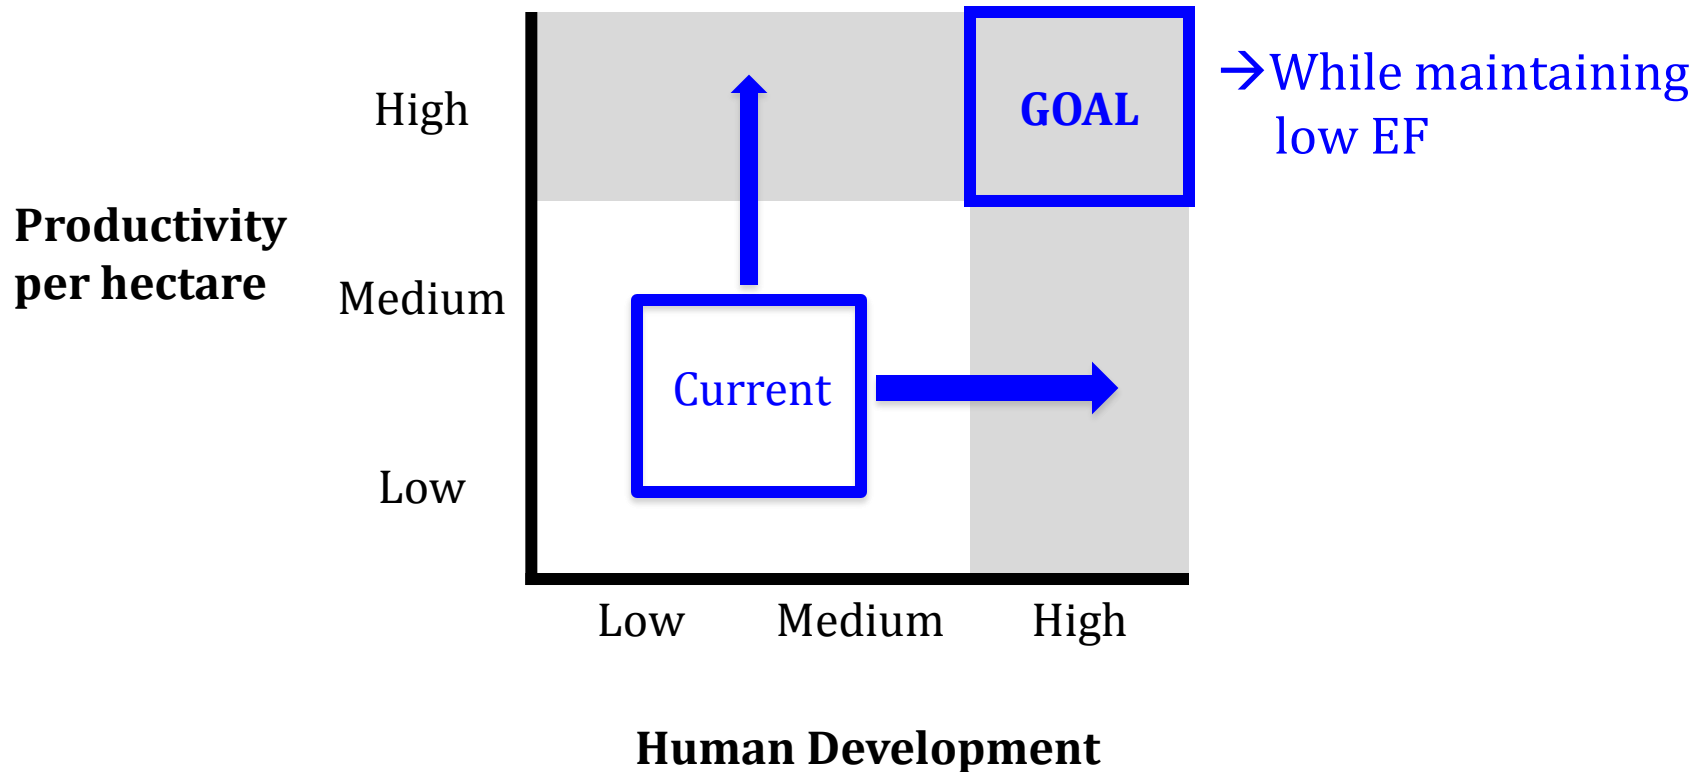 High
GOAL
→While maintaining
low EF
Productivity
per hectare
Medium
Current
Low
Low Medium High
Human Development